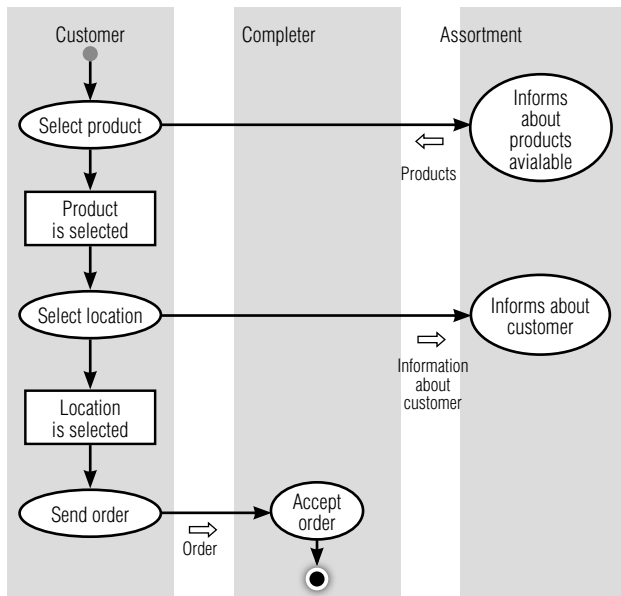 Customer
Completer
Assortment
Select product
Informs
about
products
avialable
Products
Product
is selected
Select location
Informs about
customer
Information
about
customer
Location
is selected
Send order
Accept
order
Order